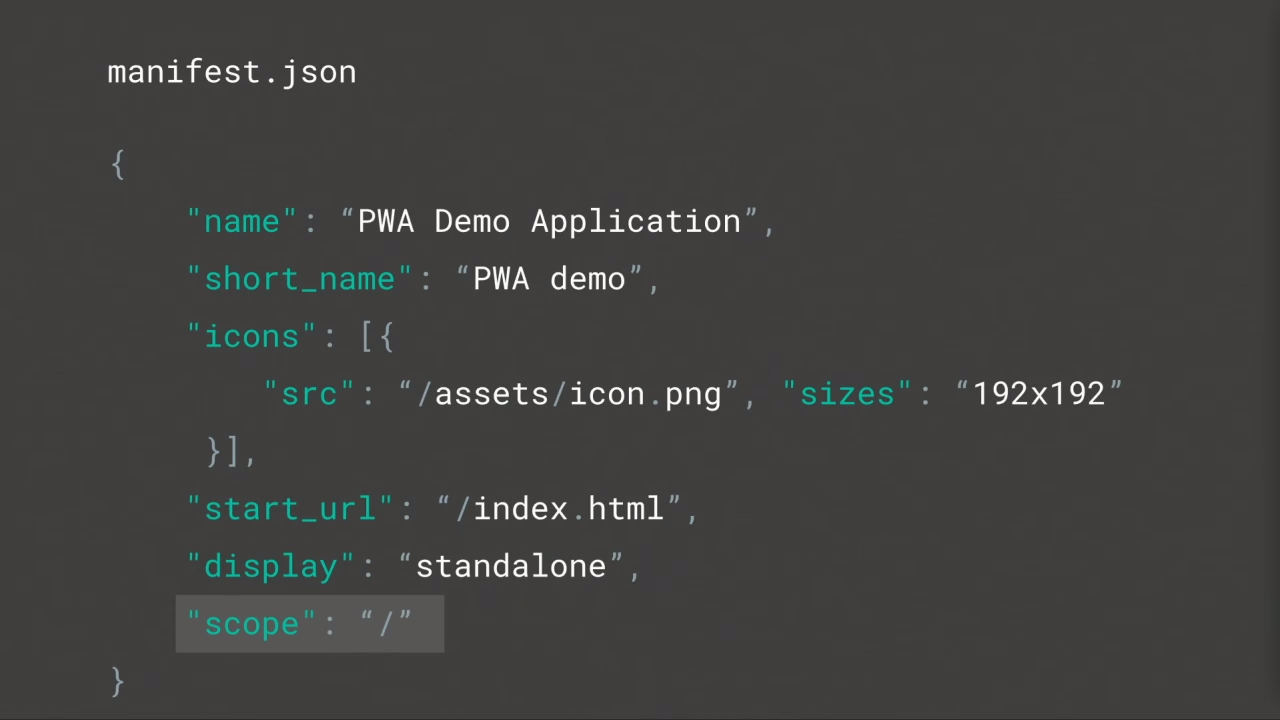 manifest.json
{
"name": “PWA Demo Application”,
"short_name": “PWA demo”,
"icons": [{
"src": “/assets/icon.png”, "sizes": “192x192”
}],
"start_url": “/index.html”,
"display": “standalone”,
"scope": “/”
}